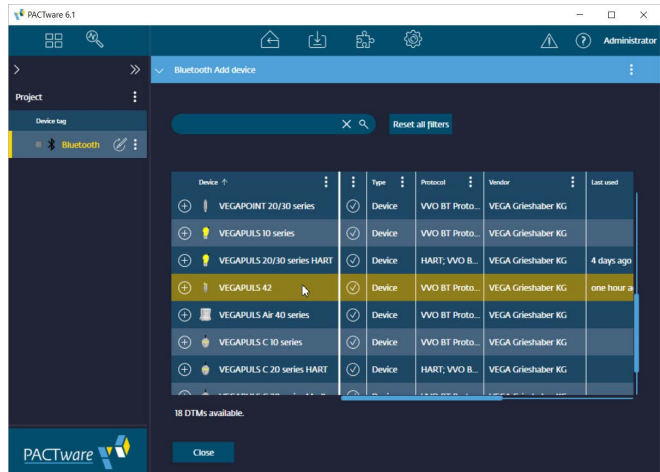 PACTware 6.1
Administrator
Project
Device tag
Bluetooth
Bluetooth Add device
Reset all filters
Device Type Protocol Vendor Last used
VEGAPOINT 20/30 series Device VVO BT Proto... VEGA Grieshaber KG
VEGAPULS 10 series Device VVO BT Proto... VEGA Grieshaber KG
VEGAPULS 20/30 series HART Device HART; VVO B... VEGA Grieshaber KG 4 days ago
VEGAPULS 42 Device VVO BT Proto... VEGA Grieshaber KG one hour a
VEGAPULS Air 40 series Device VVO BT Proto... VEGA Grieshaber KG
VEGAPULS C 10 series Device VVO BT Proto... VEGA Grieshaber KG
VEGAPULS C 20 series HART Device HART; VVO B... VEGA Grieshaber KG
18 DTMs available.
Close
PACTware